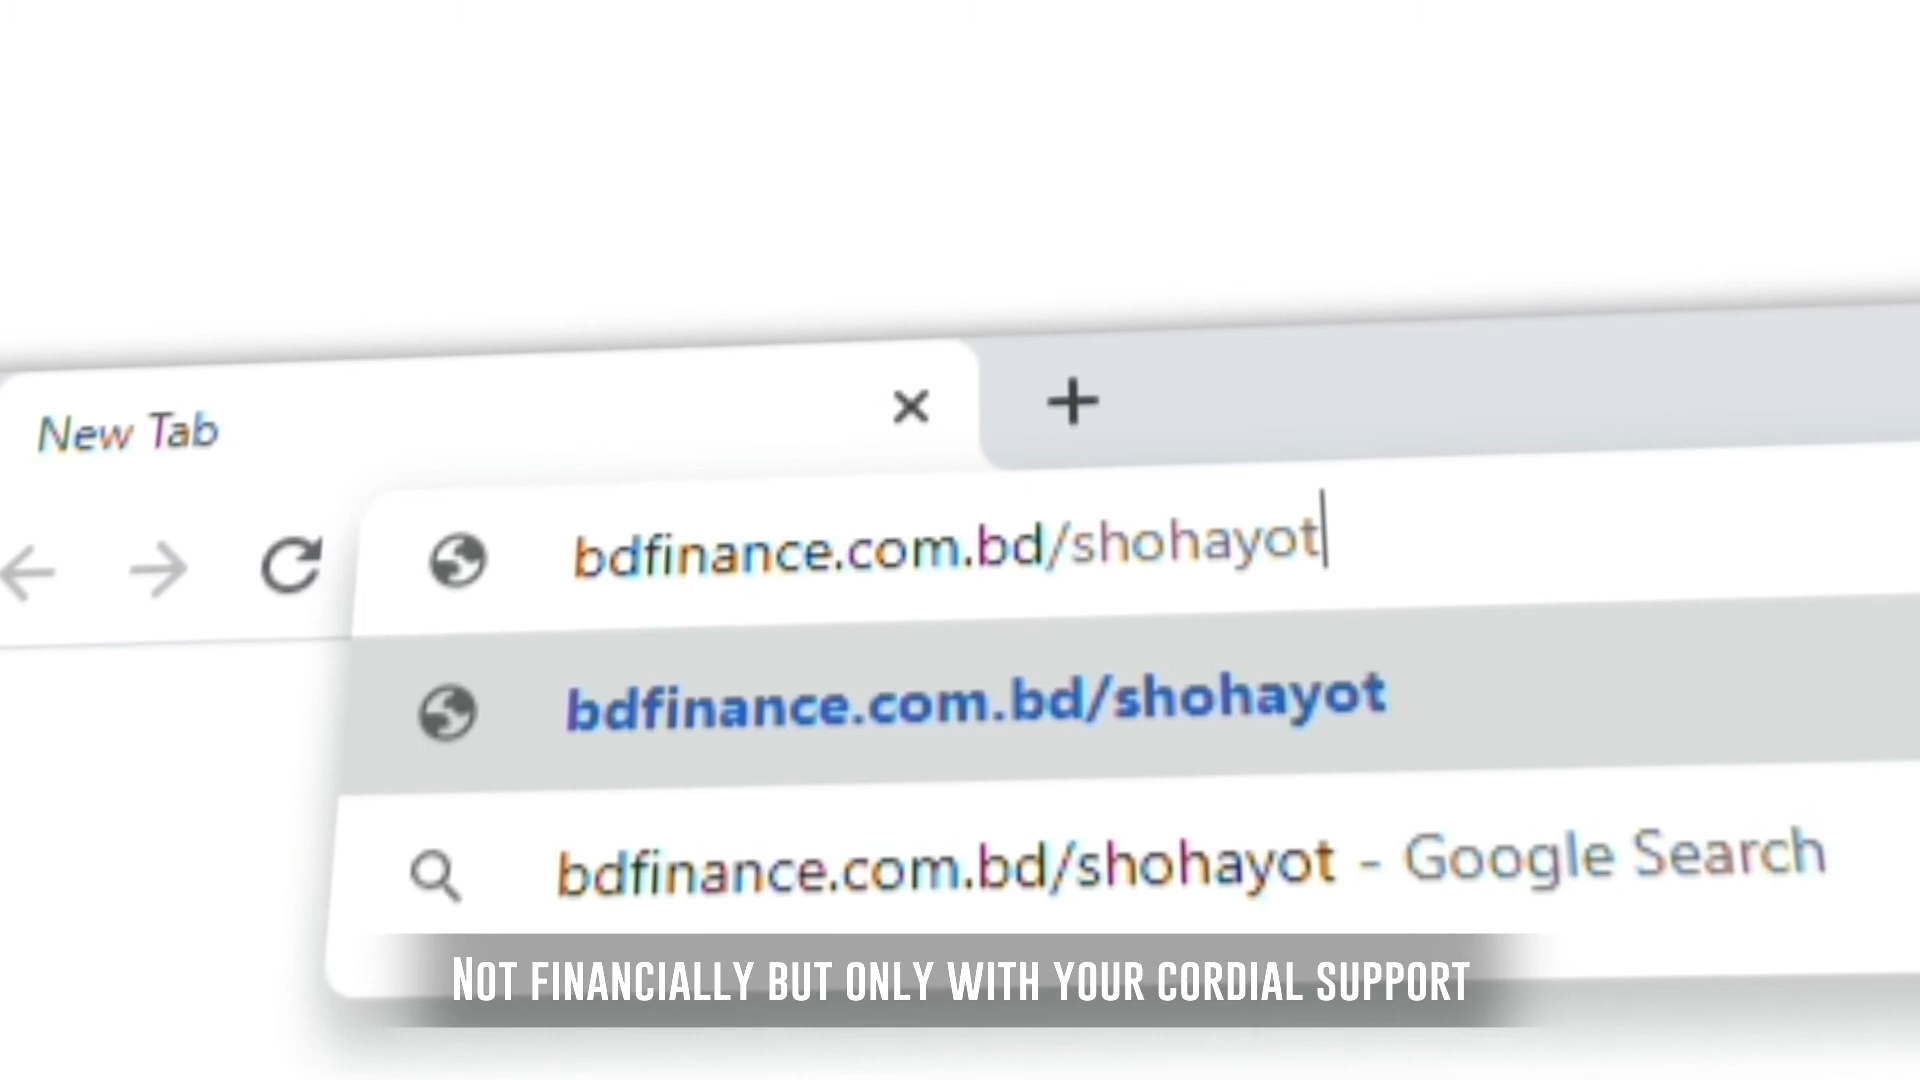 New Tab
bdfinance.com.bd/shohayot
bdfinance.com.bd/shohayot
bdfinance.com.bd/shohayot - Google Search
NOT FINANCIALLY BUT ONLY WITH YOUR CORDIAL SUPPORT